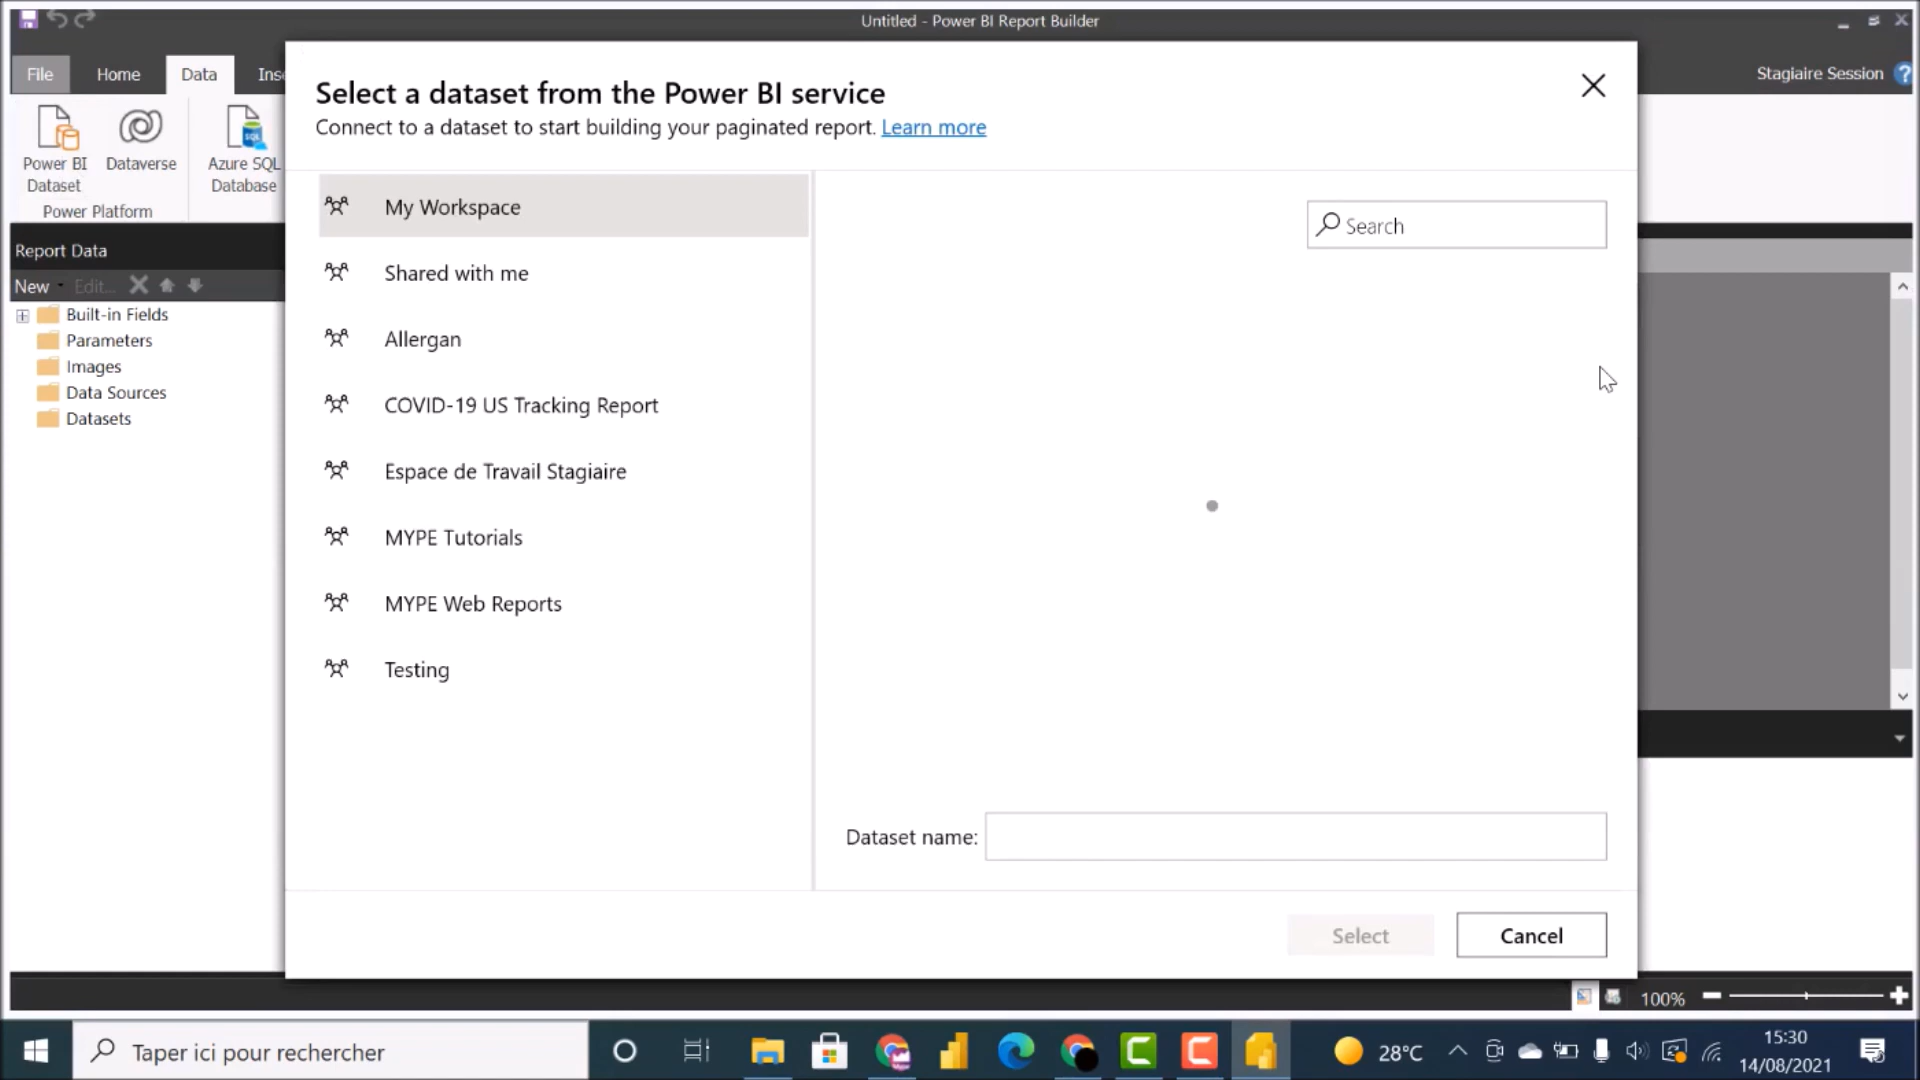 Untitled - Power BI Report Builder
File
Home
Data
Ins
Stagiaire Session
?
Power BI
Dataset
Dataverse
Power Platform
SQL
Azure SQL
Database
Select a dataset from the Power BI service
Connect to a dataset to start building your paginated report. Learn more
Report Data
New
Edit...
Built-in Fields
Parameters
Images
Data Sources
Datasets
My Workspace
Shared with me
Allergan
COVID-19 US Tracking Report
Espace de Travail Stagiaire
MYPE Tutorials
MYPE Web Reports
Testing
Search
Dataset name:
Select
Cancel
100%
Taper ici pour rechercher
28°C
15:30
14/08/2021